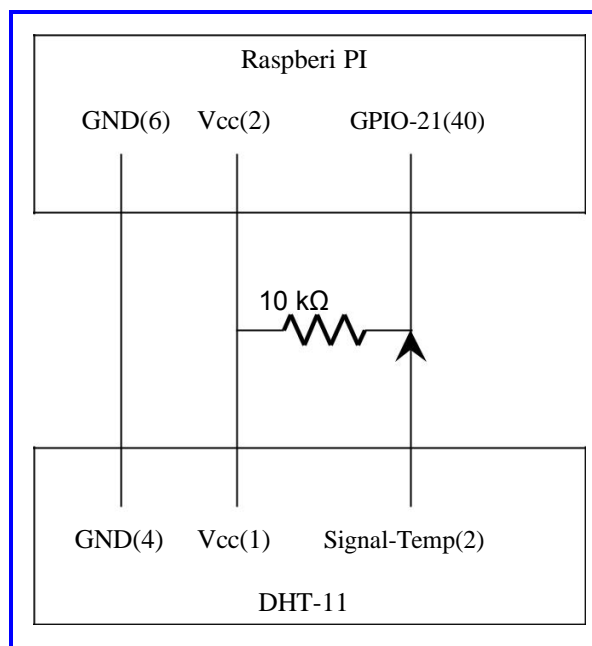 Raspberi PI
GND(6) Vcc(2) GPIO-21(40)
10 kΩ
GND(4) Vcc(1) Signal-Temp(2)
DHT-11